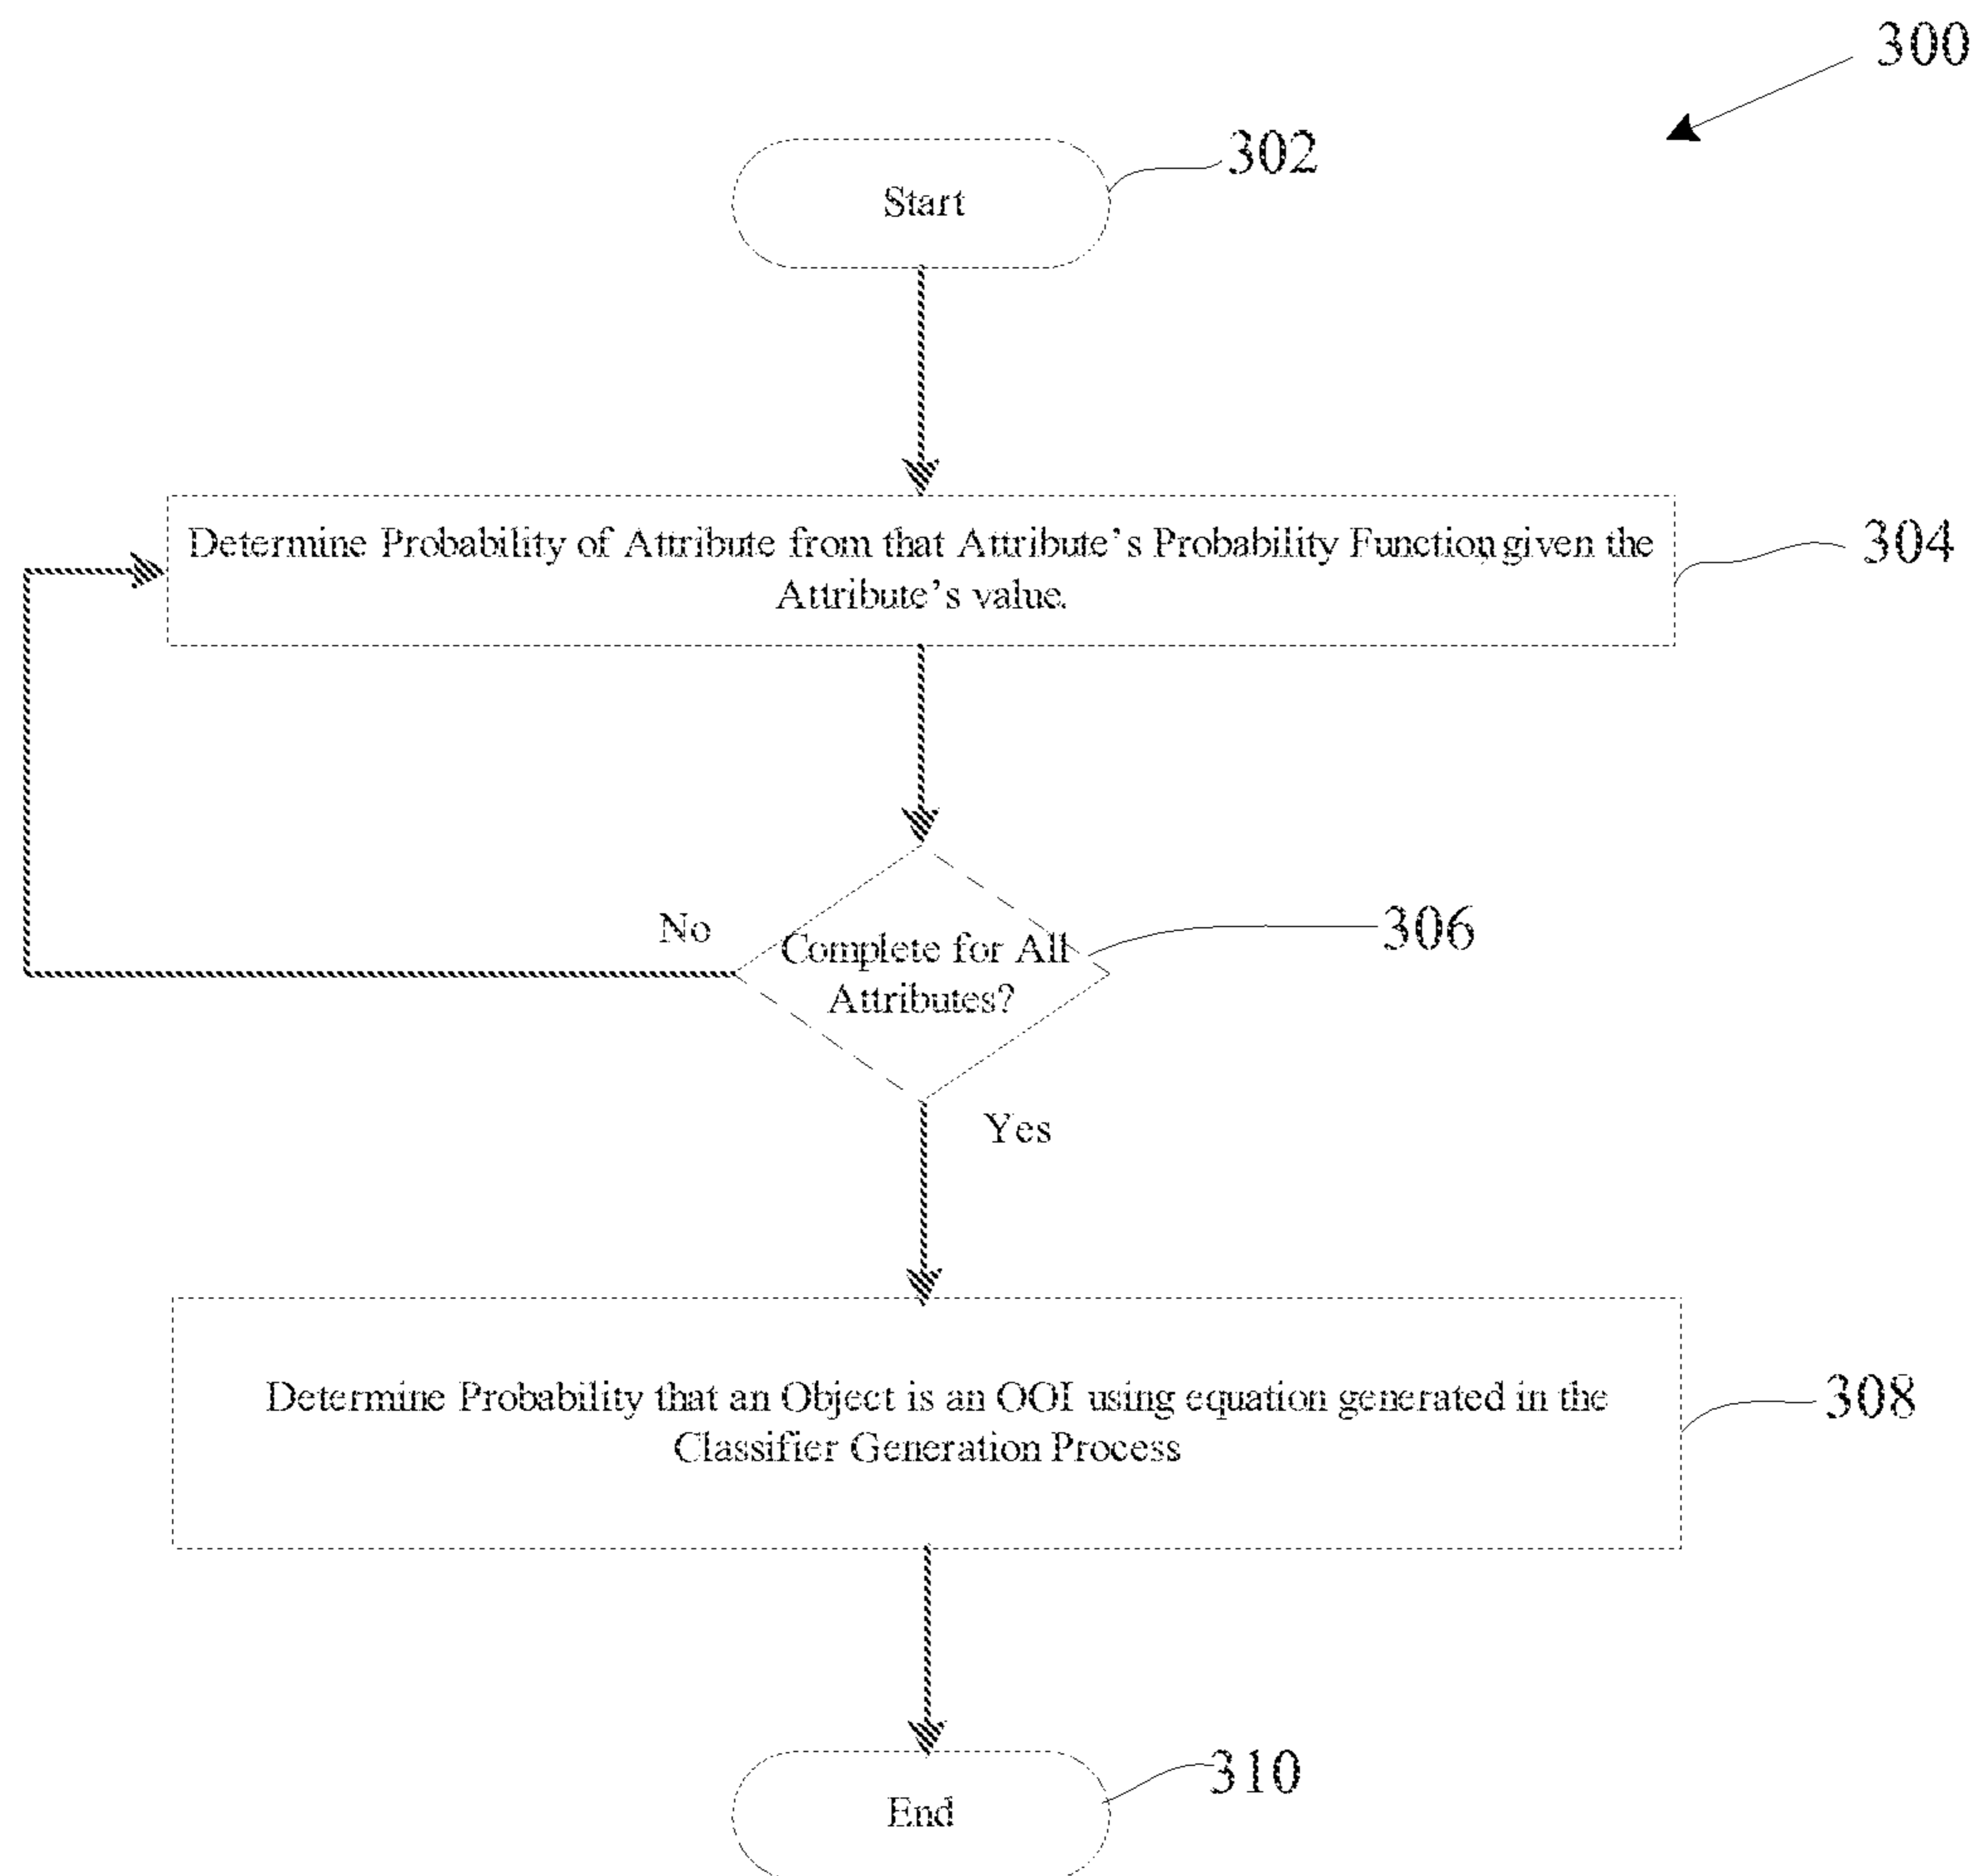 300
302
Start
Determine Probability of Attribute from that Attribute's Probability Function, given the
Attribute's value.
304
No
Complete for All
Attributes?
306
Yes
Determine Probability that an Object is an OOI using equation generated in the
Classifier Generation Process
308
310
End